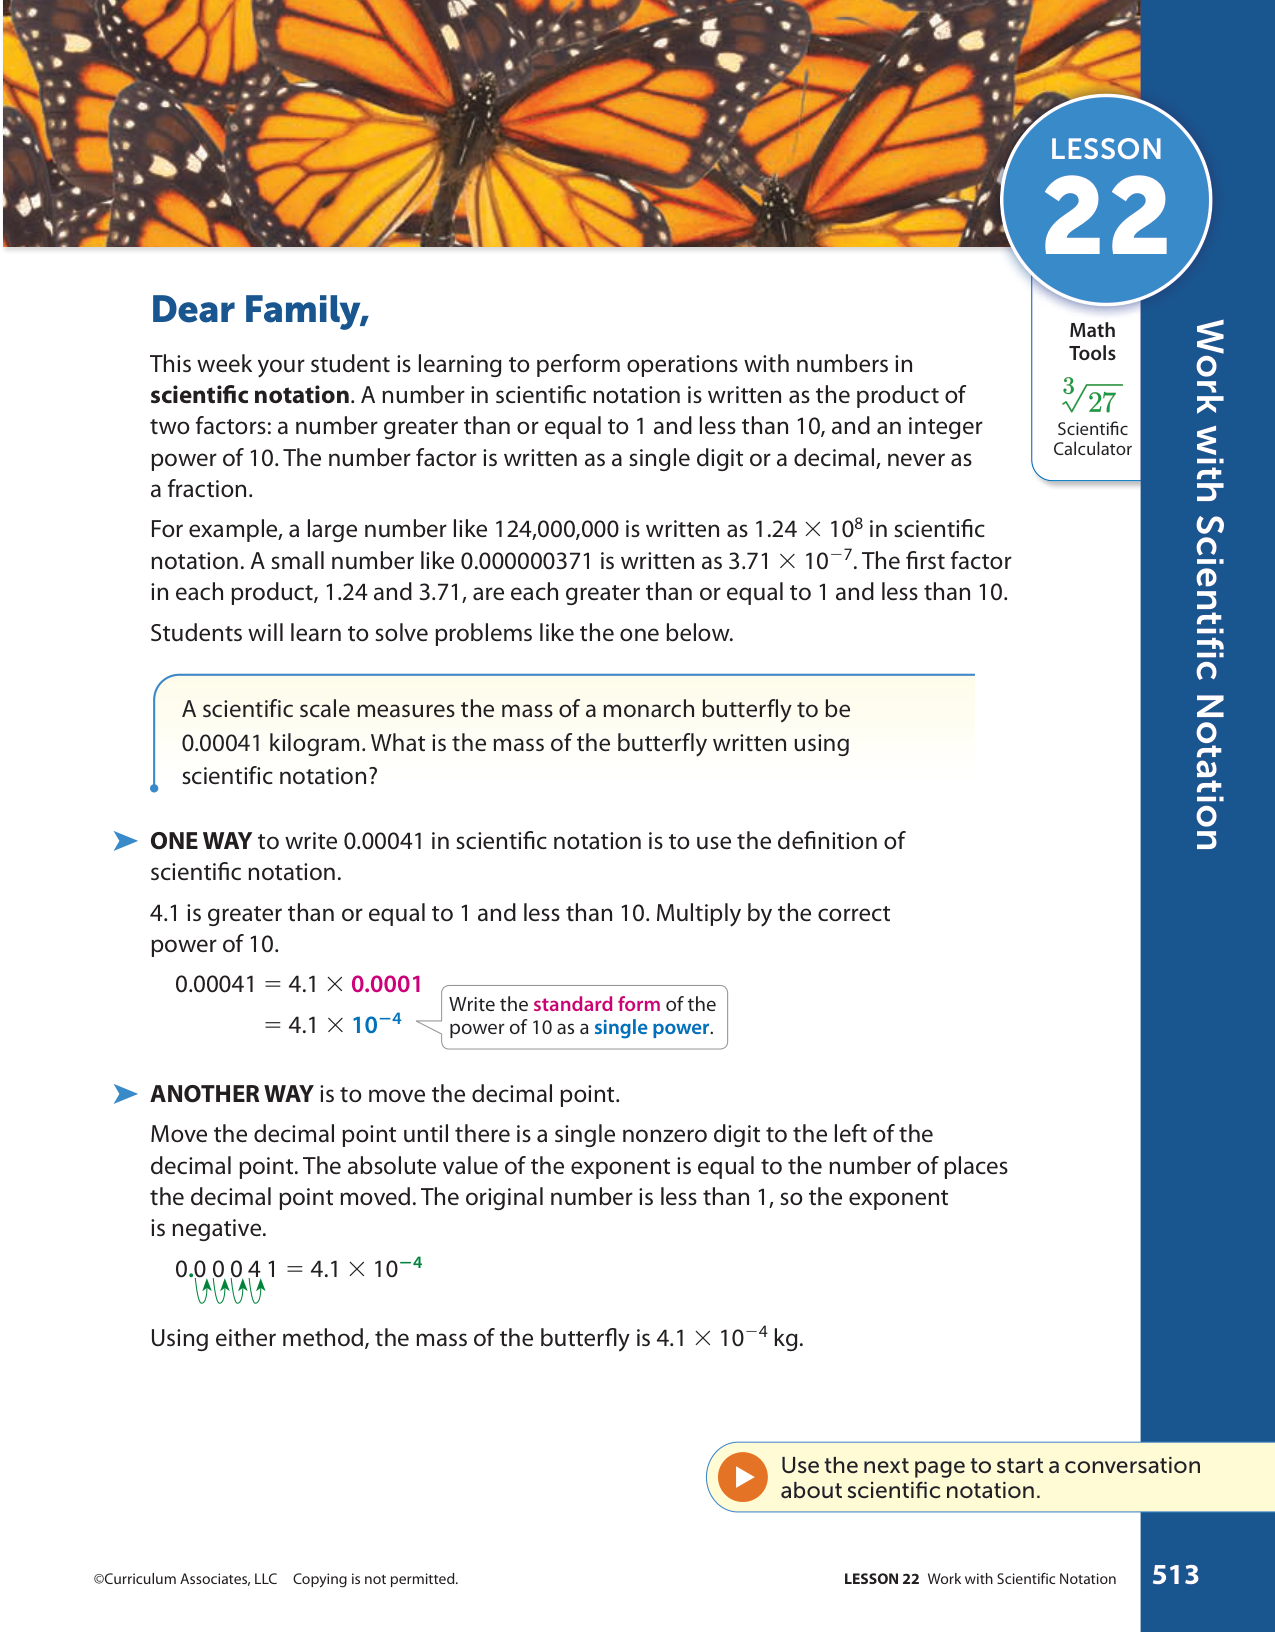 LESSON
22
Math
Tools
∛27
Scientific
Calculator
Work with Scientific Notation
Dear Family,
This week your student is learning to perform operations with numbers in
scientific notation. A number in scientific notation is written as the product of
two factors: a number greater than or equal to 1 and less than 10, and an integer
power of 10. The number factor is written as a single digit or a decimal, never as
a fraction.
For example, a large number like 124,000,000 is written as 1.24 × 10⁸ in scientific
notation. A small number like 0.000000371 is written as 3.71 × 10⁻⁷. The first factor
in each product, 1.24 and 3.71, are each greater than or equal to 1 and less than 10.
Students will learn to solve problems like the one below.
A scientific scale measures the mass of a monarch butterfly to be
0.00041 kilogram. What is the mass of the butterfly written using
scientific notation?
ONE WAY to write 0.00041 in scientific notation is to use the definition of
scientific notation.
4.1 is greater than or equal to 1 and less than 10. Multiply by the correct
power of 10.
0.00041 = 4.1 × 0.0001
= 4.1 × 10⁻⁴
Write the standard form of the
power of 10 as a single power.
ANOTHER WAY is to move the decimal point.
Move the decimal point until there is a single nonzero digit to the left of the
decimal point. The absolute value of the exponent is equal to the number of places
the decimal point moved. The original number is less than 1, so the exponent
is negative.
0.00041 = 4.1 × 10⁻⁴
Using either method, the mass of the butterfly is 4.1 × 10⁻⁴ kg.
Use the next page to start a conversation
about scientific notation.
©Curriculum Associates, LLC Copying is not permitted.
LESSON 22 Work with Scientific Notation
513